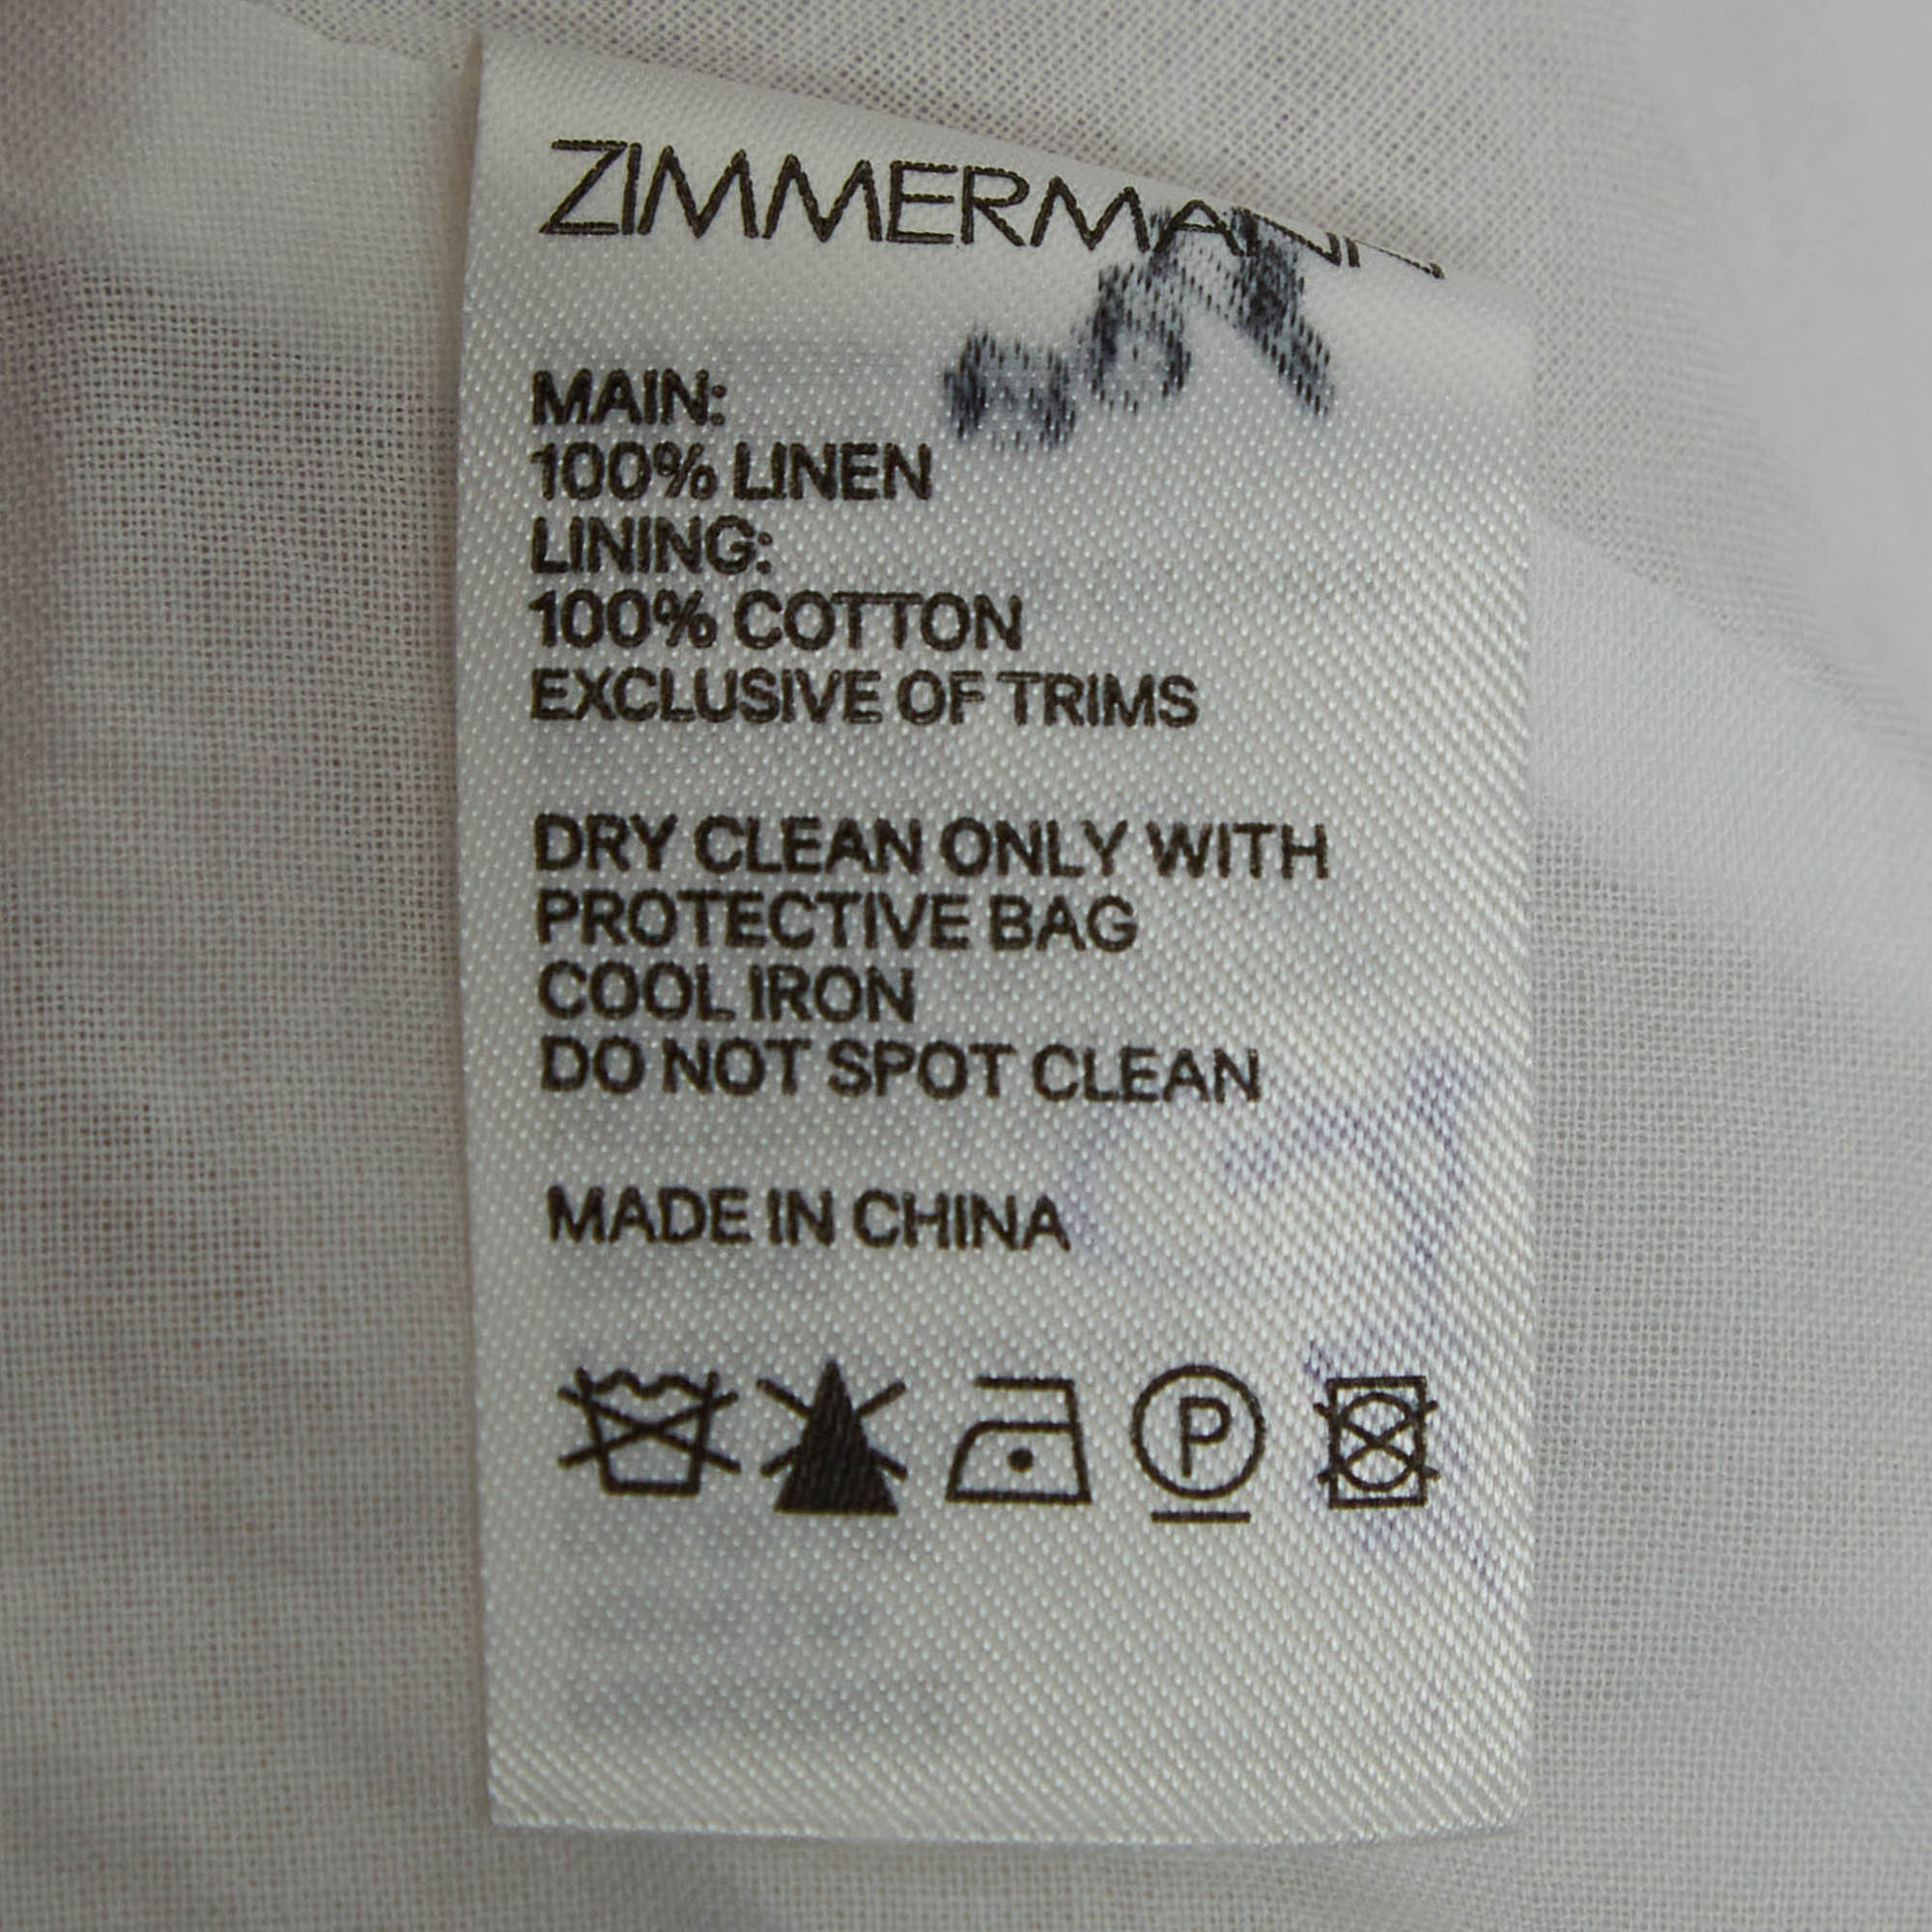 ZIMMERMANN
MAIN:
100% LINEN
LINING:
100% COTTON
EXCLUSIVE OF TRIMS
DRY CLEAN ONLY WITH
PROTECTIVE BAG
COOL IRON
DO NOT SPOT CLEAN
MADE IN CHINA
P